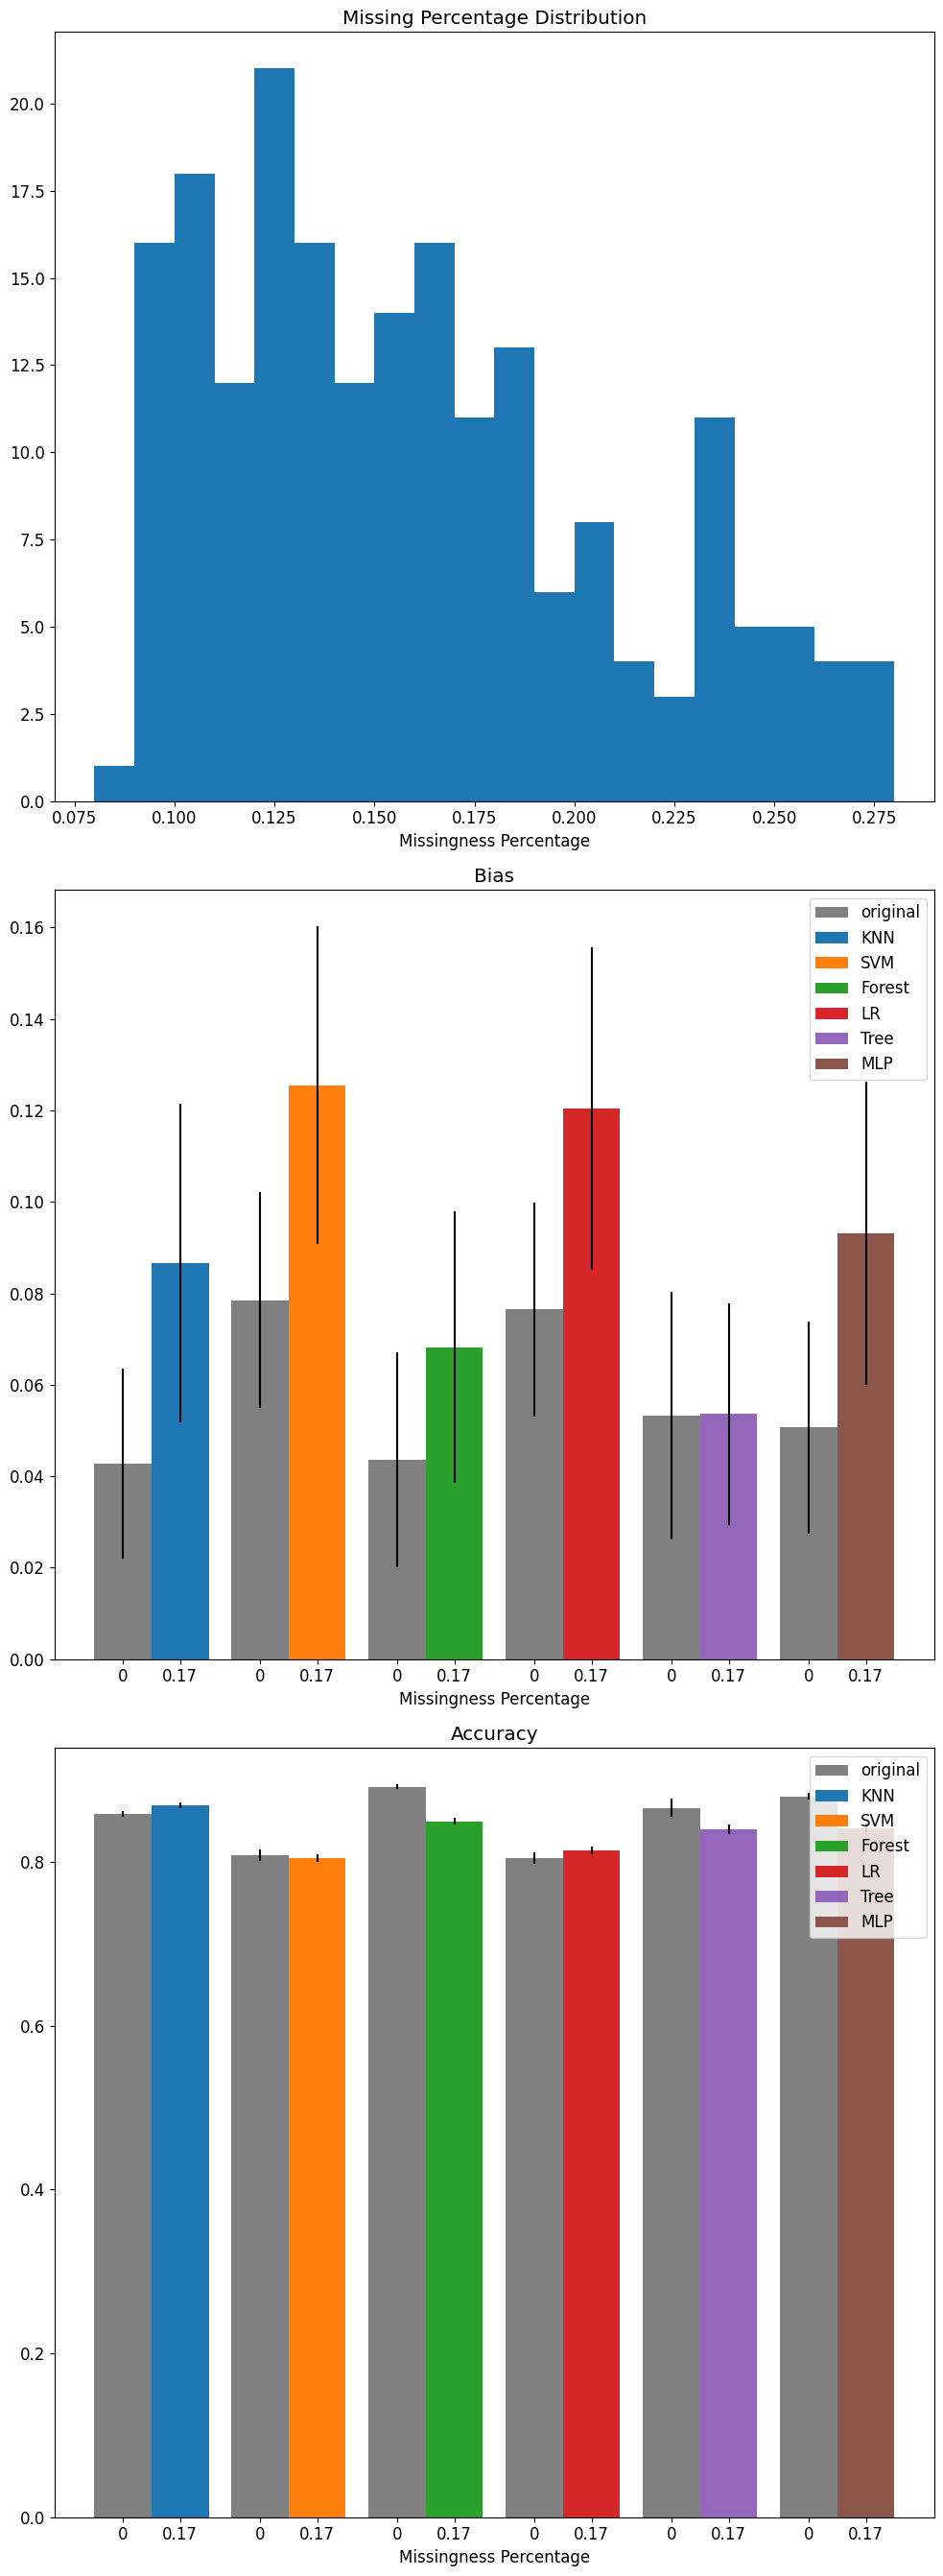 Missing Percentage Distribution
20.0
17.5
15.0
12.5
10.0
7.5
5.0
2.5
0.0
0.075 0.100 0.125 0.150 0.175 0.200 0.225 0.250 0.275
Missingness Percentage
Bias
0.16
0.14
0.12
0.10
0.08
0.06
0.04
0.02
0.00
original
KNN
SVM
Forest
LR
Tree
MLP
0 0.17 0 0.17 0 0.17 0 0.17 0 0.17 0 0.17
Missingness Percentage
Accuracy
0.8
0.6
0.4
0.2
0.0
original
KNN
SVM
Forest
LR
Tree
MLP
0 0.17 0 0.17 0 0.17 0 0.17 0 0.17 0 0.17
Missingness Percentage